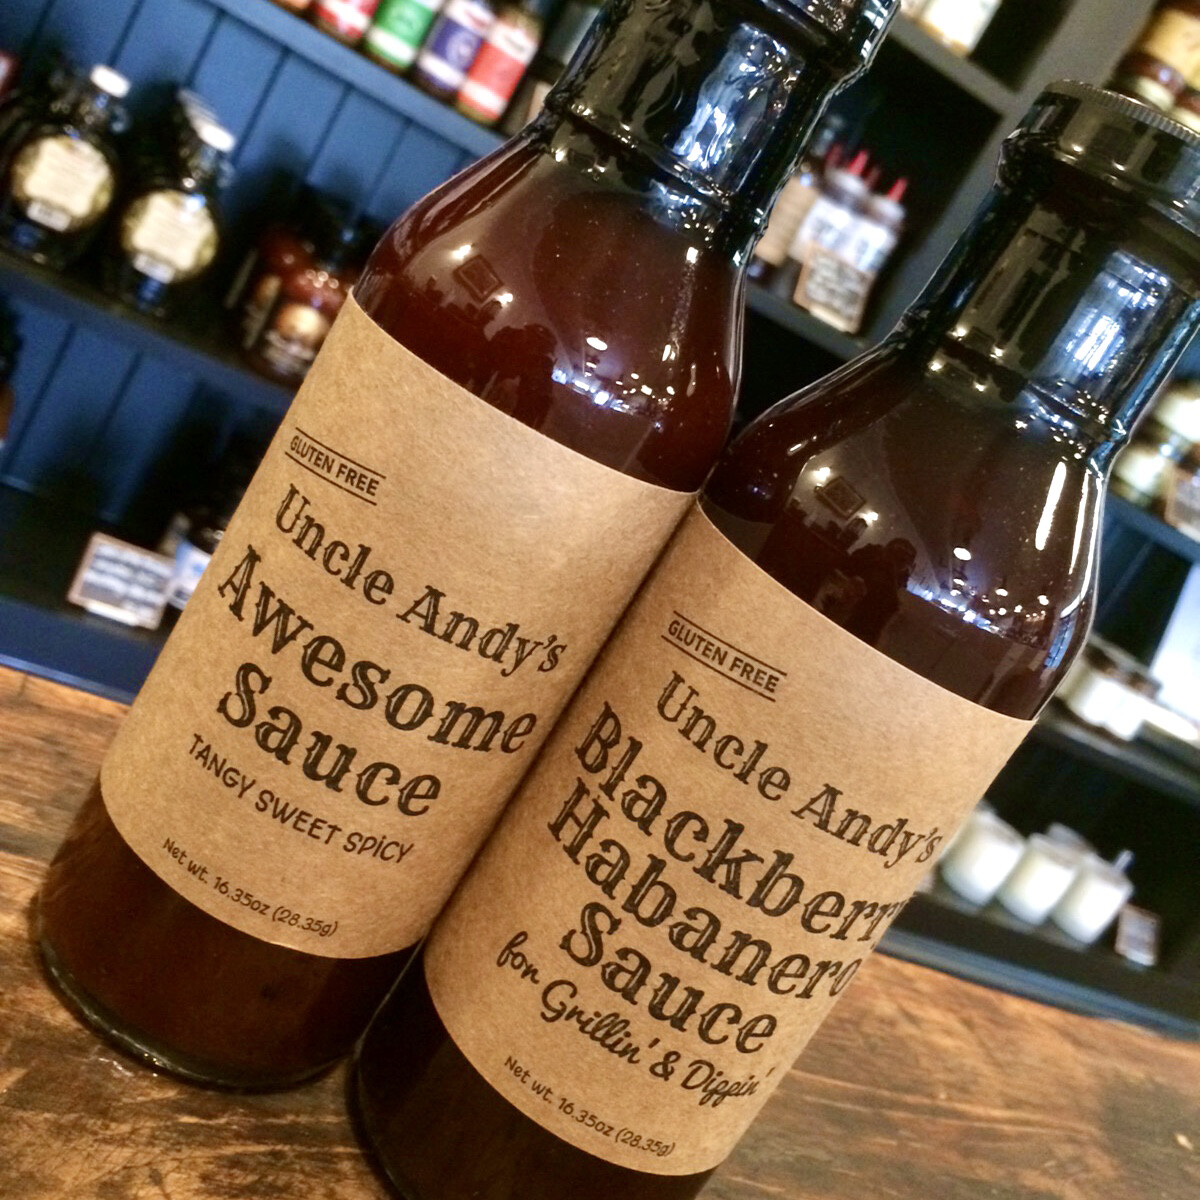 GLUTEN FREE
Uncle Andy's
Awesome
Sauce
TANGY SWEET SPiCY
Net wt. 16.35oz (28.35g)
GLUTEN FREE
Uncle Andy's
Blackberry
Habanero
Sauce
for Grillin' & Dippin'
Net wt. 16.35oz (28.35g)